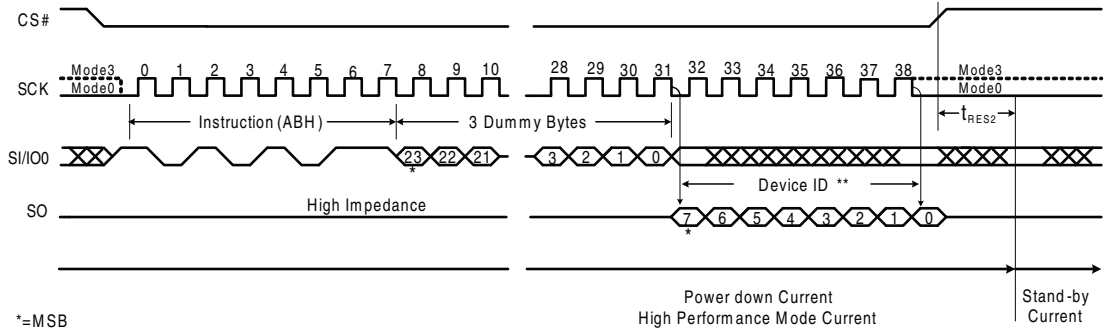 CS#
Mode3
0 1 2 3 4 5 6 7 8 9 10 28 29 30 31 32 33 34 35 36 37 38
Mode3
SCK
Mode0
Mode0
Instruction (ABH)
3 Dummy Bytes
tRES2
SI/IO0
23 22 21 3 2 1 0
*
Device ID **
SO
High Impedance
7 6 5 4 3 2 1 0
*
Power down Current
High Performance Mode Current
Stand-by
Current
*=MSB